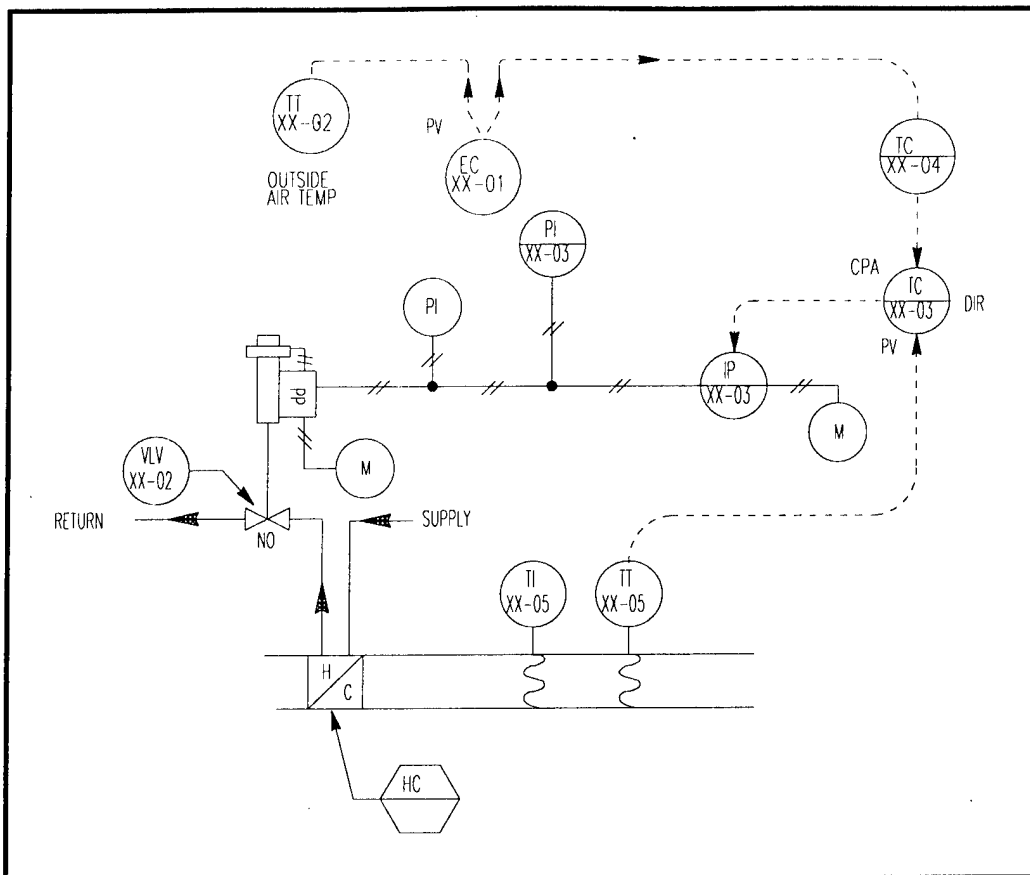 TT
XX-02
OUTSIDE
AIR TEMP
PV
EC
XX-01
TC
XX-04
PI
XX-03
CPA
TC
XX-03
DIR
PV
PI
IP
XX-03
PP
M
VLV
XX-02
M
RETURN
NO
SUPPLY
TI
XX-05
TT
XX-05
H
C
HC